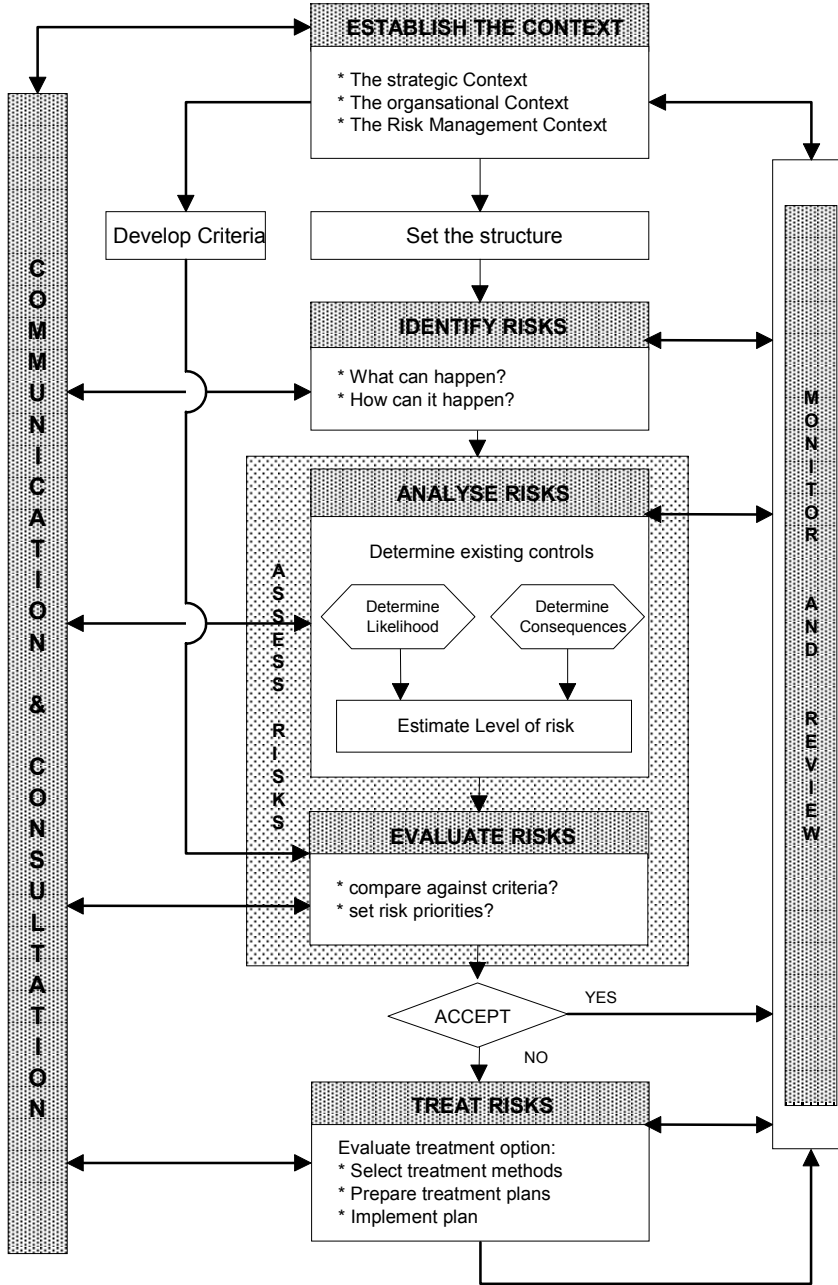 ESTABLISH THE CONTEXT
* The strategic Context
* The organsational Context
* The Risk Management Context
Develop Criteria
Set the structure
IDENTIFY RISKS
* What can happen?
* How can it happen?
ANALYSE RISKS
Determine existing controls
Determine
Likelihood
Determine
Consequences
Estimate Level of risk
ASSESS RISKS
EVALUATE RISKS
* compare against criteria?
* set risk priorities?
ACCEPT
YES
NO
TREAT RISKS
Evaluate treatment option:
* Select treatment methods
* Prepare treatment plans
* Implement plan
COMMUNICATION & CONSULTATION
MONITOR AND REVIEW